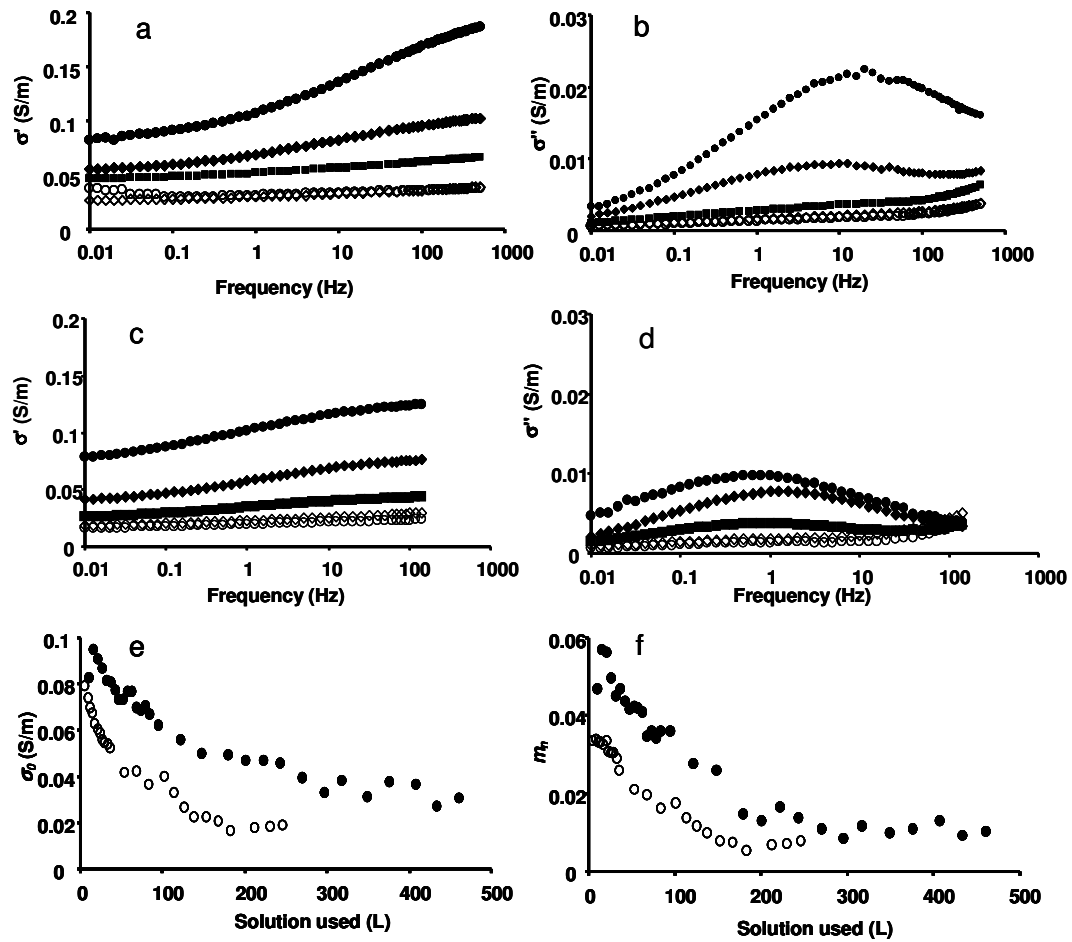 a
0.2
0.15
0.1
0.05
0
σ' (S/m)
0.01 0.1 1 10 100 1000
Frequency (Hz)
b
0.03
0.02
0.01
0
σ" (S/m)
0.01 0.1 1 10 100 1000
Frequency (Hz)
c
0.2
0.15
0.1
0.05
0
σ' (S/m)
0.01 0.1 1 10 100 1000
Frequency (Hz)
d
0.03
0.02
0.01
0
σ" (S/m)
0.01 0.1 1 10 100 1000
Frequency (Hz)
e
0.1
0.08
0.06
0.04
0.02
0
σ0 (S/m)
0 100 200 300 400 500
Solution used (L)
f
0.06
0.04
0.02
0
mn
0 100 200 300 400 500
Solution used (L)